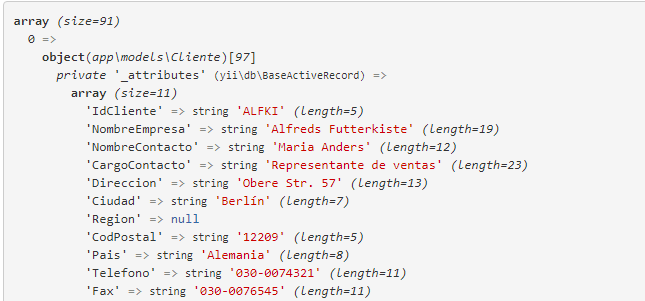 array (size=91)
0 =>
object(app\models\Cliente)[97]
private '_attributes' (yii\db\BaseActiveRecord) =>
array (size=11)
'IdCliente' => string 'ALFKI' (length=5)
'NombreEmpresa' => string 'Alfreds Futterkiste' (length=19)
'NombreContacto' => string 'Maria Anders' (length=12)
'CargoContacto' => string 'Representante de ventas' (length=23)
'Direccion' => string 'Obere Str. 57' (length=13)
'Ciudad' => string 'Berlín' (length=7)
'Region' => null
'CodPostal' => string '12209' (length=5)
'Pais' => string 'Alemania' (length=8)
'Telefono' => string '030-0074321' (length=11)
'Fax' => string '030-0076545' (length=11)